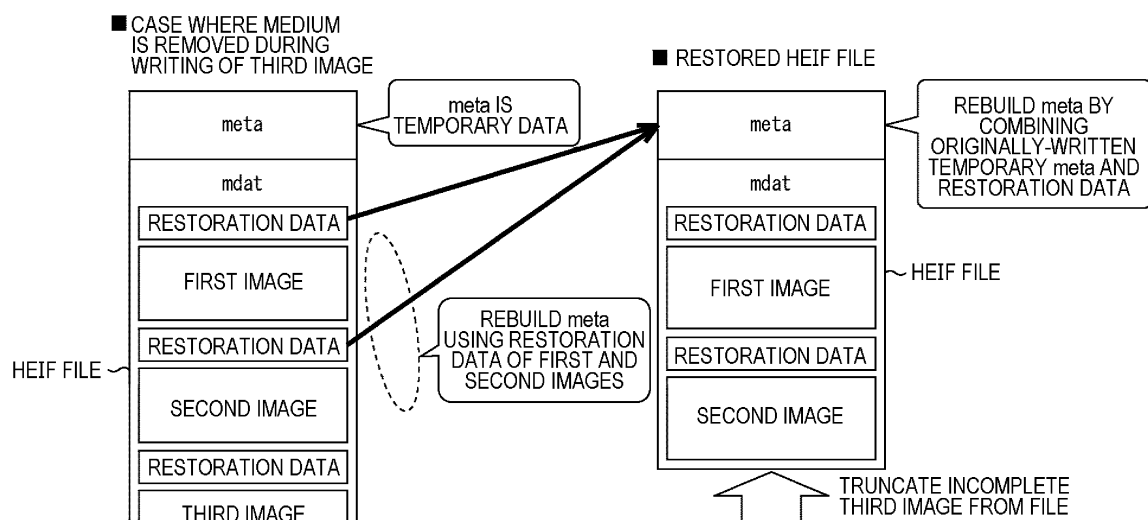 ■ CASE WHERE MEDIUM
IS REMOVED DURING
WRITING OF THIRD IMAGE
meta IS
TEMPORARY DATA
meta
mdat
RESTORATION DATA
FIRST IMAGE
RESTORATION DATA
HEIF FILE
SECOND IMAGE
RESTORATION DATA
THIRD IMAGE
REBUILD meta
USING RESTORATION
DATA OF FIRST AND
SECOND IMAGES
■ RESTORED HEIF FILE
meta
REBUILD meta BY
COMBINING
ORIGINALLY-WRITTEN
TEMPORARY meta AND
RESTORATION DATA
mdat
RESTORATION DATA
FIRST IMAGE
HEIF FILE
RESTORATION DATA
SECOND IMAGE
TRUNCATE INCOMPLETE
THIRD IMAGE FROM FILE